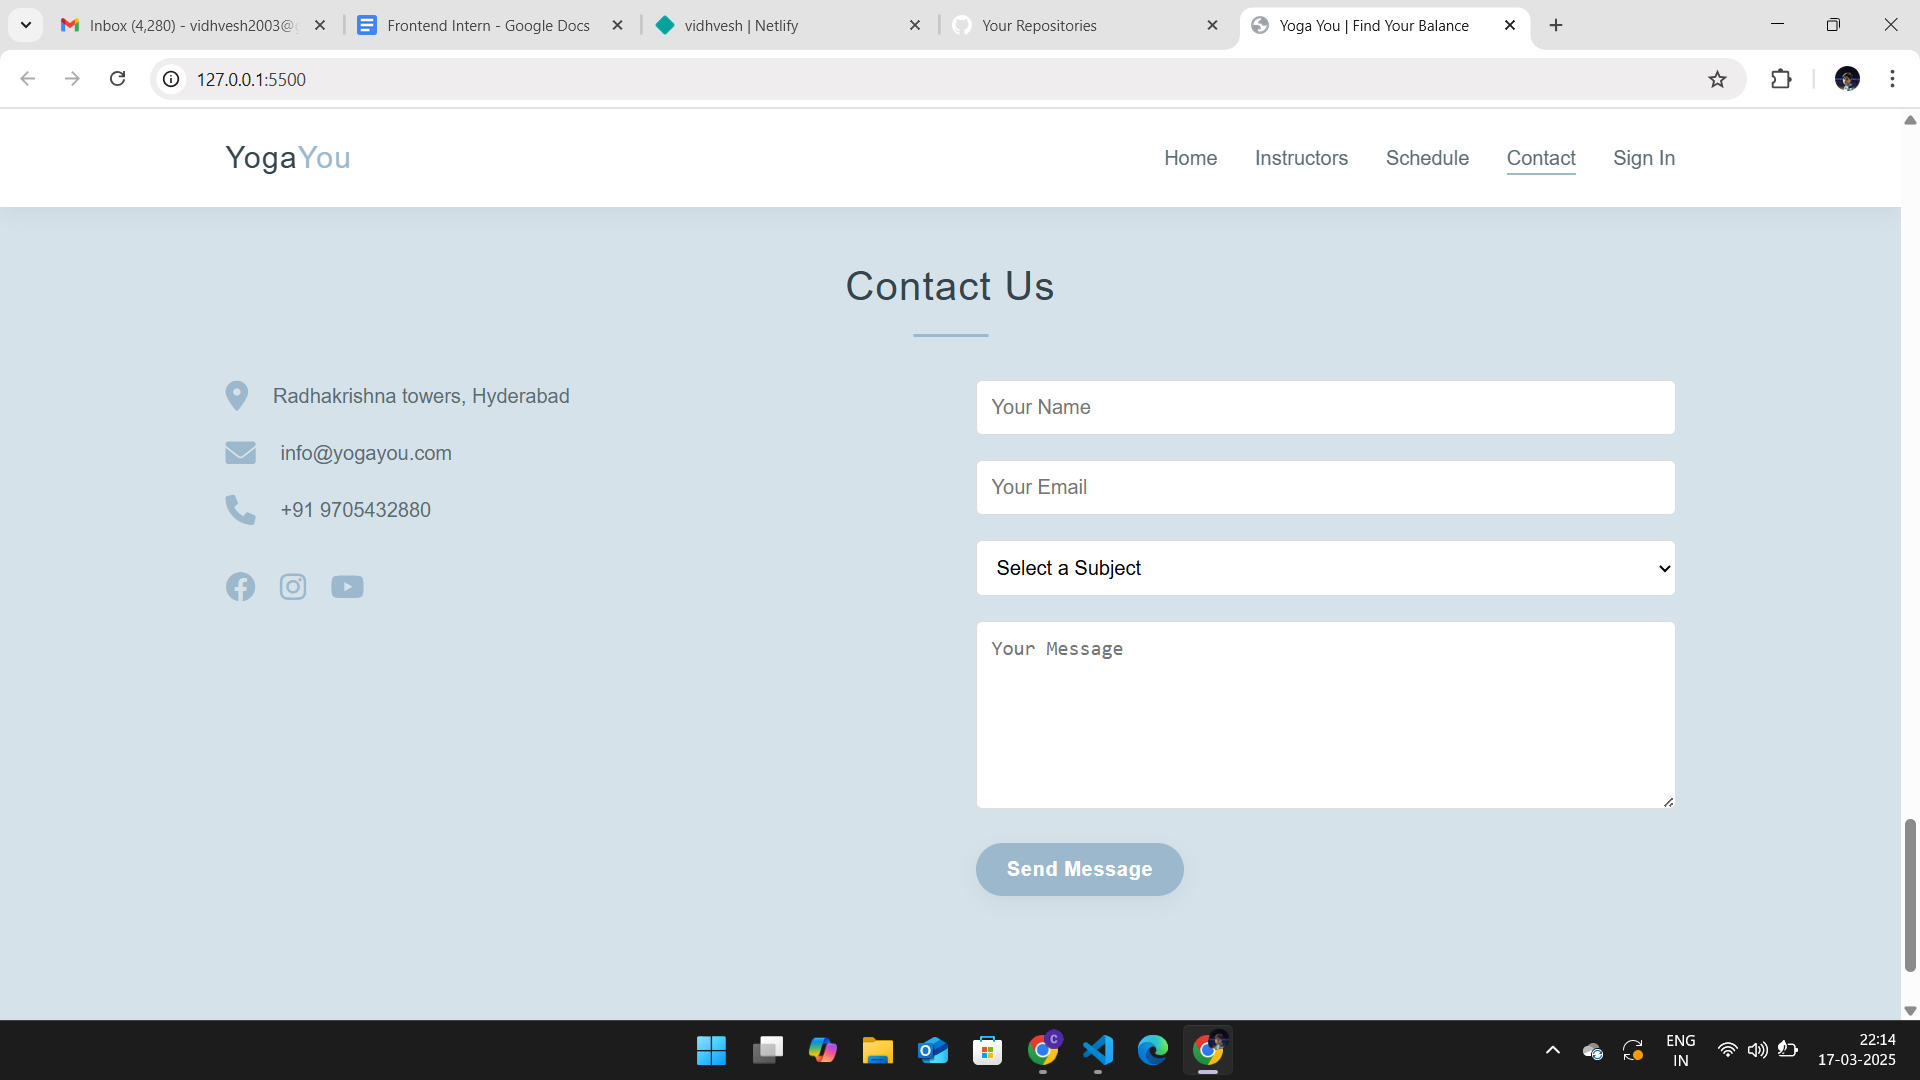 Inbox (4,280) - vidhvesh2003@
Frontend Intern - Google Docs
vidhvesh | Netlify
Your Repositories
Yoga You | Find Your Balance
127.0.0.1:5500
YogaYou
Home
Instructors
Schedule
Contact
Sign In
Contact Us
Radhakrishna towers, Hyderabad
info@yogayou.com
+91 9705432880
Your Name
Your Email
Select a Subject
Your Message
Send Message
ENG
IN
22:14
17-03-2025